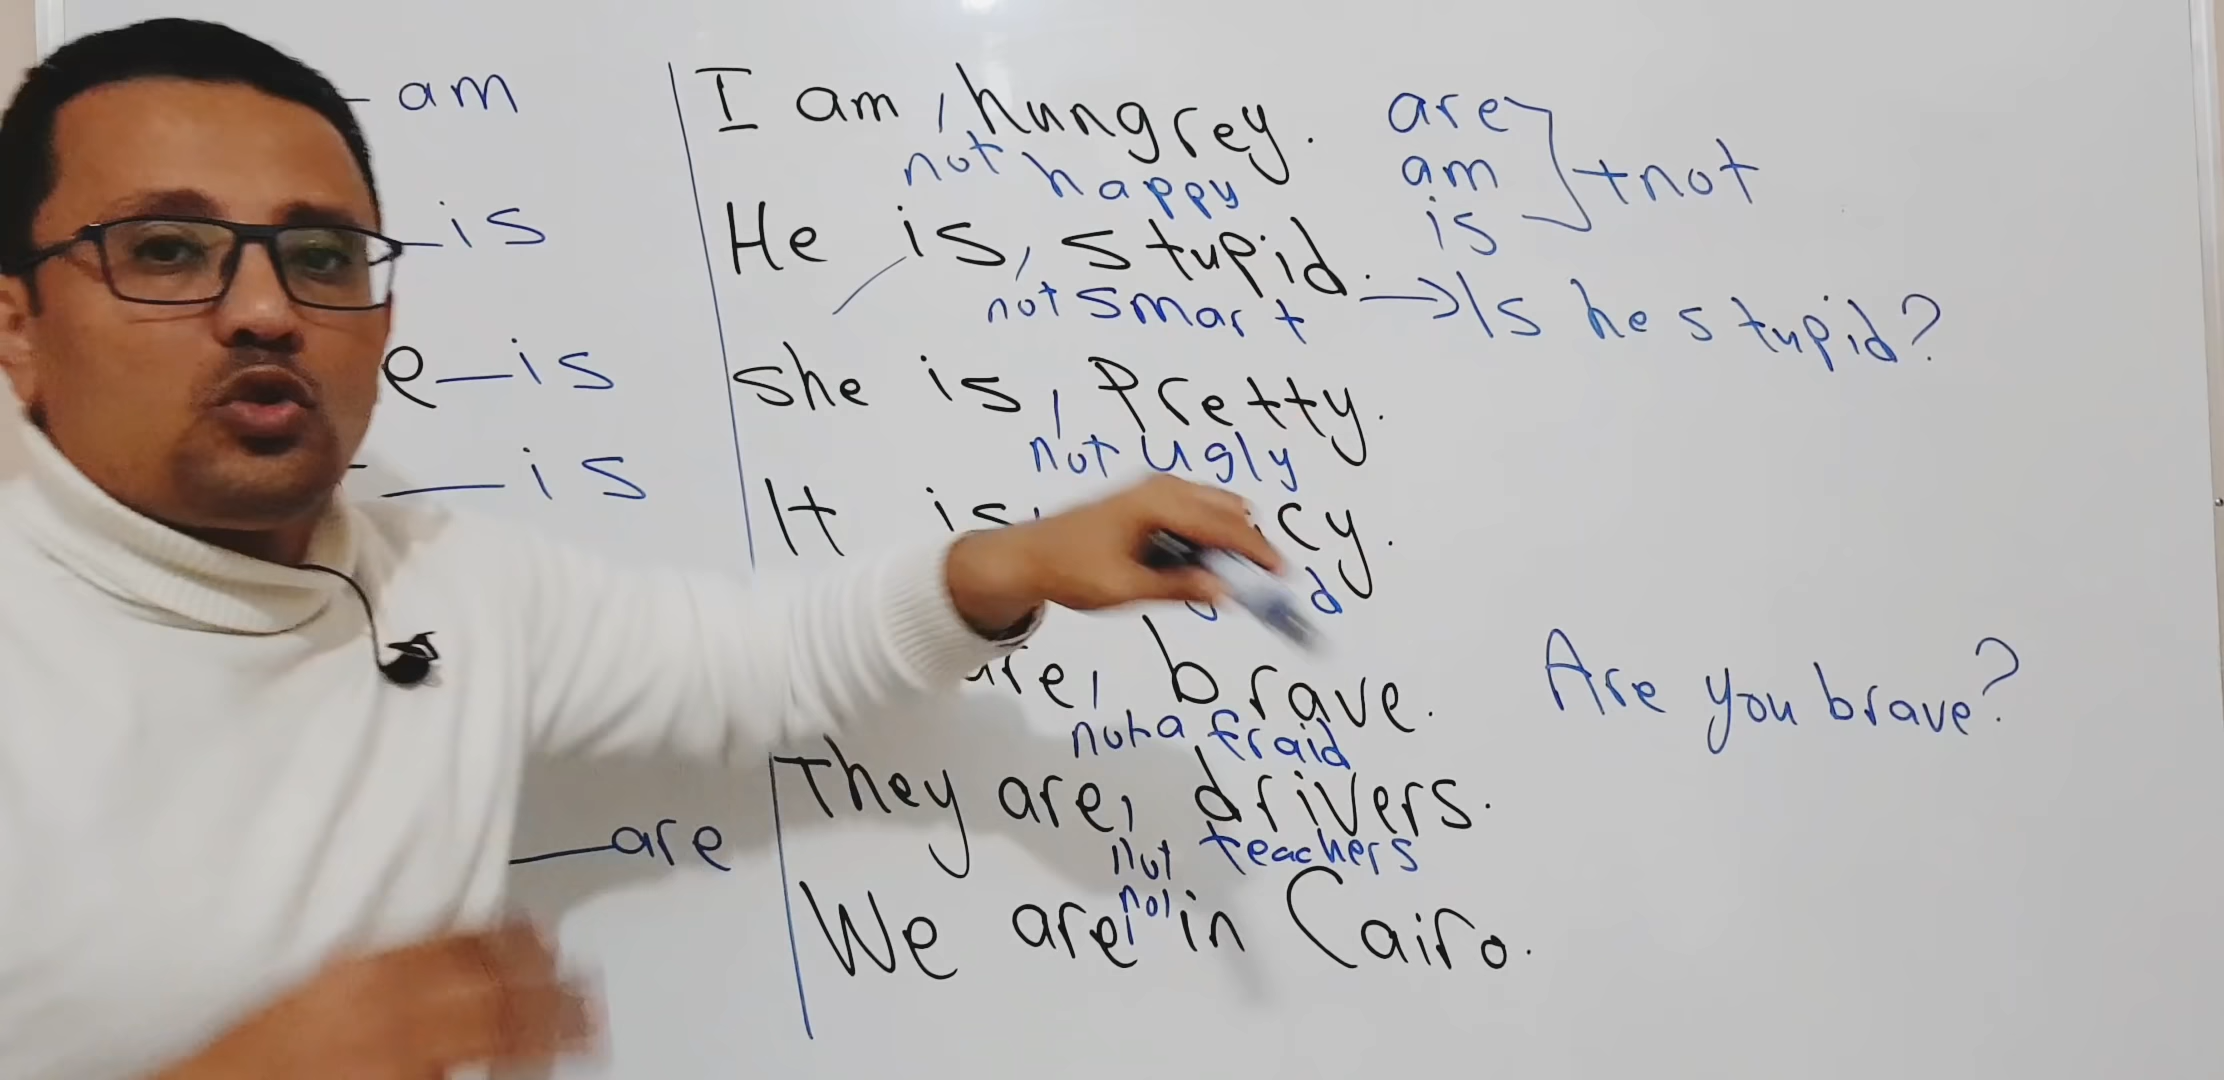 am
is
e is
is
are
I am, hungrey.
not happy
He is, stupid.
not smart
She is, Pretty.
not ugly
It is
brave.
not afraid
They are, drivers.
not teachers
We are, not in Cairo.
are
am
is
+not
→Is he stupid?
Are you brave?